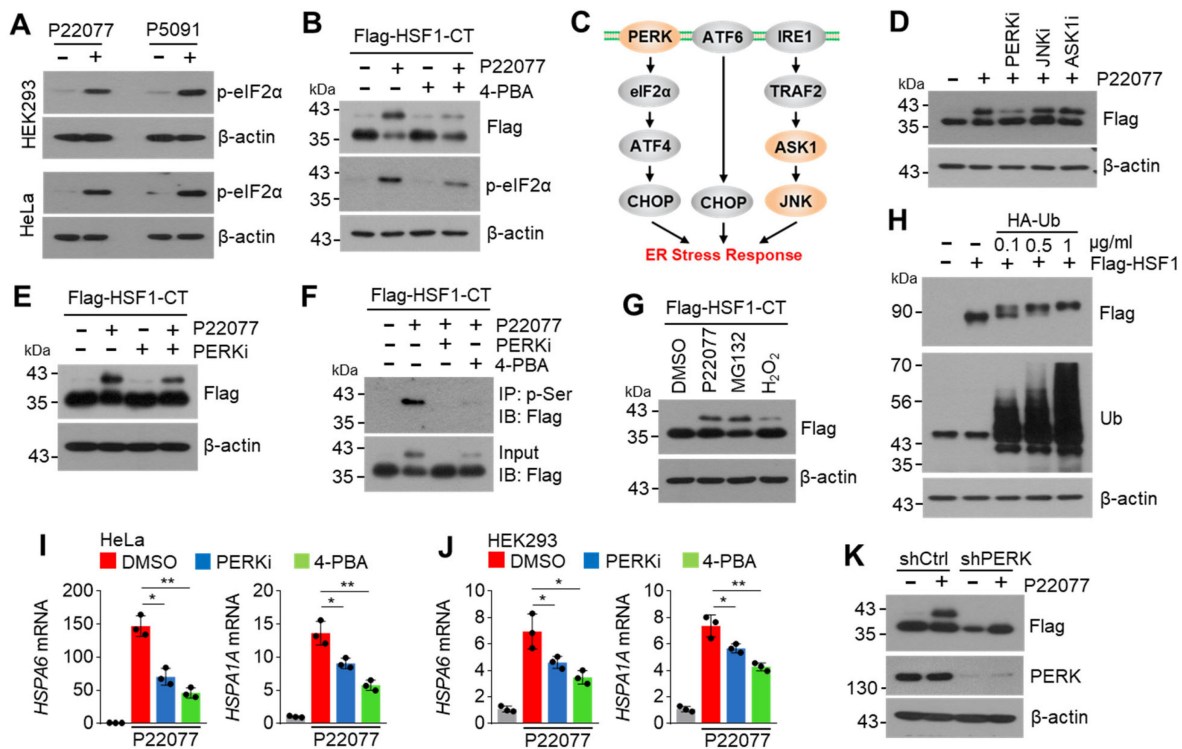 A
P22077 P5091
- + - +
HEK293
p-eIF2α
β-actin
HeLa
p-eIF2α
β-actin
B
Flag-HSF1-CT
- + - + P22077
- - + + 4-PBA
kDa
43
35
Flag
43
35
p-eIF2α
43
β-actin
C
PERK ATF6 IRE1
eIF2α TRAF2
ATF4 ASK1
CHOP CHOP JNK
ER Stress Response
D
PERKi
JNKi
ASK1i
- + + + + P22077
kDa
43
35
Flag
43
β-actin
E
Flag-HSF1-CT
- + - + P22077
- - + + PERKi
kDa
43
35
Flag
43
β-actin
F
Flag-HSF1-CT
- + + + P22077
- - + - PERKi
- - - + 4-PBA
kDa
43
35
IP: p-Ser
IB: Flag
43
35
Input
IB: Flag
G
Flag-HSF1-CT
DMSO
P22077
MG132
H₂O₂
kDa
43
35
Flag
43
β-actin
H
HA-Ub
- - 0.1 0.5 1 μg/ml
- + + + + Flag-HSF1
kDa
90
Flag
70
56
52
43
35
Ub
43
β-actin
I
HeLa
DMSO PERKi 4-PBA
HSPA6 mRNA
200
150
100
50
0
**
*
P22077
HSPA1A mRNA
20
15
10
5
0
**
*
P22077
J
HEK293
DMSO PERKi 4-PBA
HSPA6 mRNA
10
8
6
4
2
0
*
*
P22077
HSPA1A mRNA
10
8
6
4
2
0
**
*
P22077
K
shCtrl shPERK
- + - + P22077
43
35
Flag
130
PERK
43
β-actin